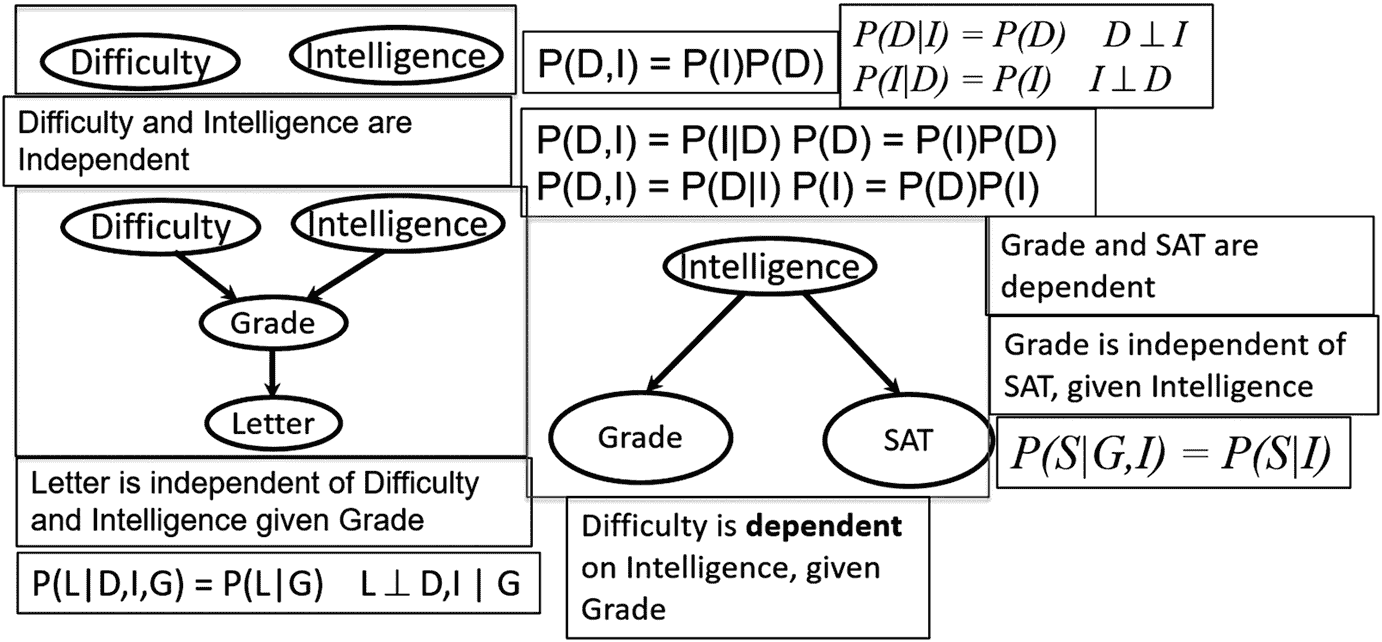 Difficulty
Intelligence
P(D,I) = P(I)P(D)
P(D|I) = P(D) D ⊥ I
P(I|D) = P(I) I ⊥ D
Difficulty and Intelligence are
Independent
P(D,I) = P(I|D) P(D) = P(I)P(D)
P(D,I) = P(D|I) P(I) = P(D)P(I)
Difficulty
Intelligence
Grade
Letter
Letter is independent of Difficulty
and Intelligence given Grade
P(L|D,I,G) = P(L|G) L ⊥ D,I | G
Intelligence
Grade
SAT
Grade and SAT are
dependent
Grade is independent of
SAT, given Intelligence
P(S|G,I) = P(S|I)
Difficulty is dependent
on Intelligence, given
Grade